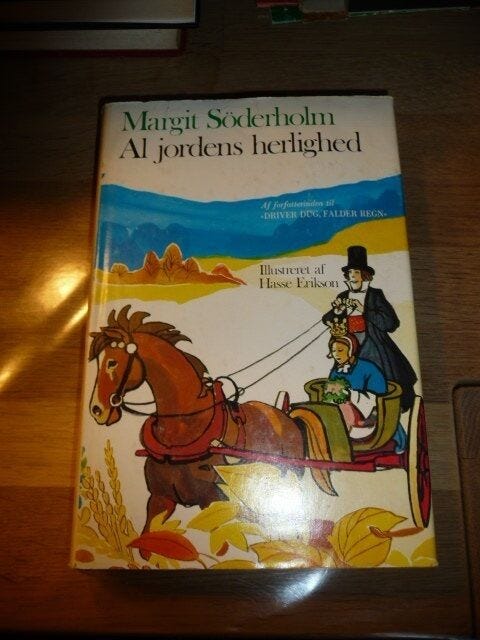 Margit Söderholm
Al jordens herlighed
Af forfatterinden til
«DRIVER DUG, FALDER REGN»
Illustreret af
Hasse Erikson